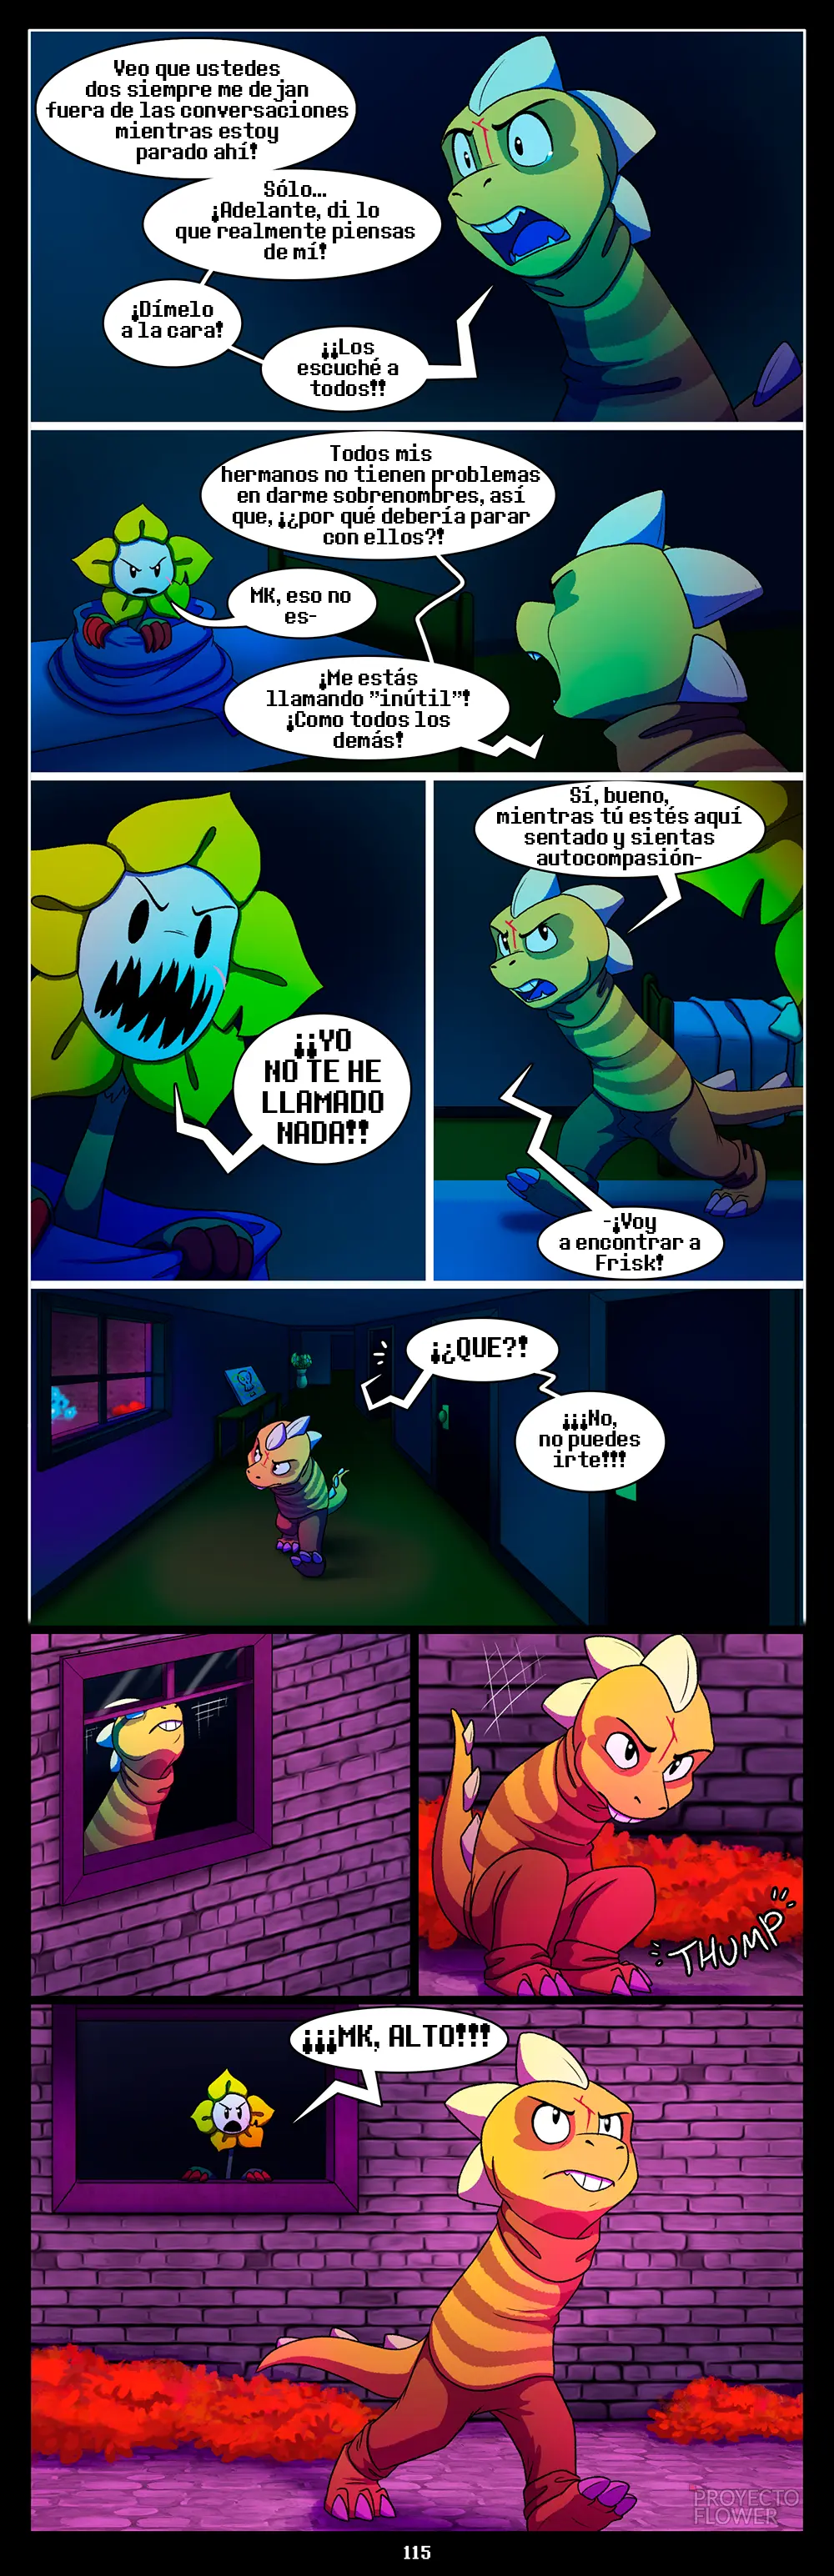 Veo que ustedes
dos siempre me dejan
fuera de las conversaciones
mientras estoy
parado ahí!
Sólo...
¡Adelante, di lo
que realmente piensas
de mí!
¡Dímelo
a la cara!
¡¡Los
escuché a
todos!!
Todos mis
hermanos no tienen problemas
en darme sobrenombres, así
que, ¡¿por qué debería parar
con ellos?!
MK, eso no
es-
¡Me estás
llamando "inútil"!
¡Como todos los
demás!
¡¡YO
NO TE HE
LLAMADO
NADA!!
Sí, bueno,
mientras tú estés aquí
sentado y sientas
autocompasión-
-¡Voy
a encontrar a
Frisk!
¡¿QUE?!
¡¡¡No,
no puedes
irte!!!
THUMP
¡¡¡MK, ALTO!!!
PROYECTO
FLOWER
115